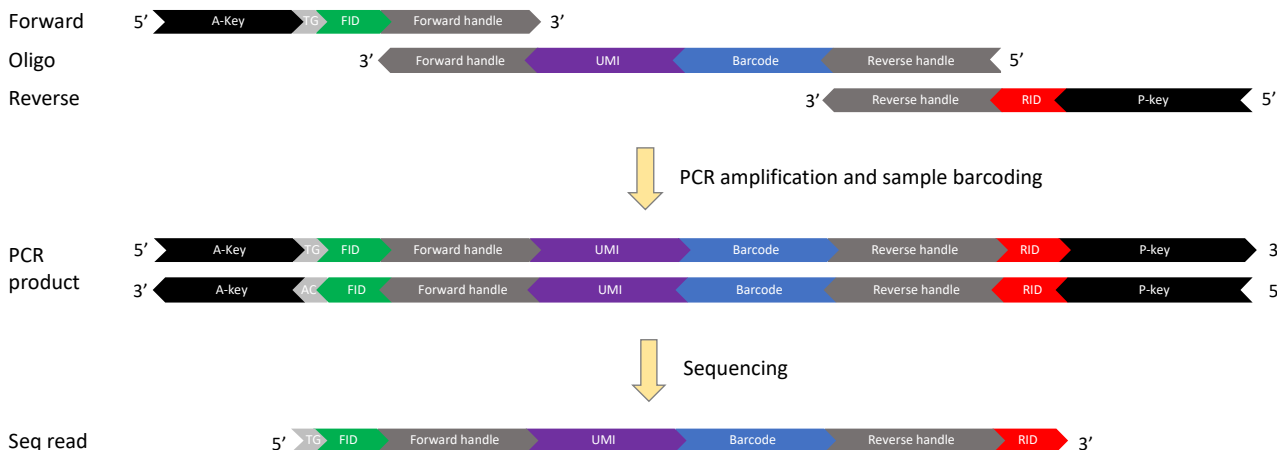 Forward 5’ A-Key TG FID Forward handle 3’
Oligo 3’ Forward handle UMI Barcode Reverse handle 5’
Reverse 3’ Reverse handle RID P-key 5’
PCR amplification and sample barcoding
PCR product
5’ A-Key TG FID Forward handle UMI Barcode Reverse handle RID P-key 3
3’ A-key AC FID Forward handle UMI Barcode Reverse handle RID P-key 5
Sequencing
Seq read 5’ TG FID Forward handle UMI Barcode Reverse handle RID 3’